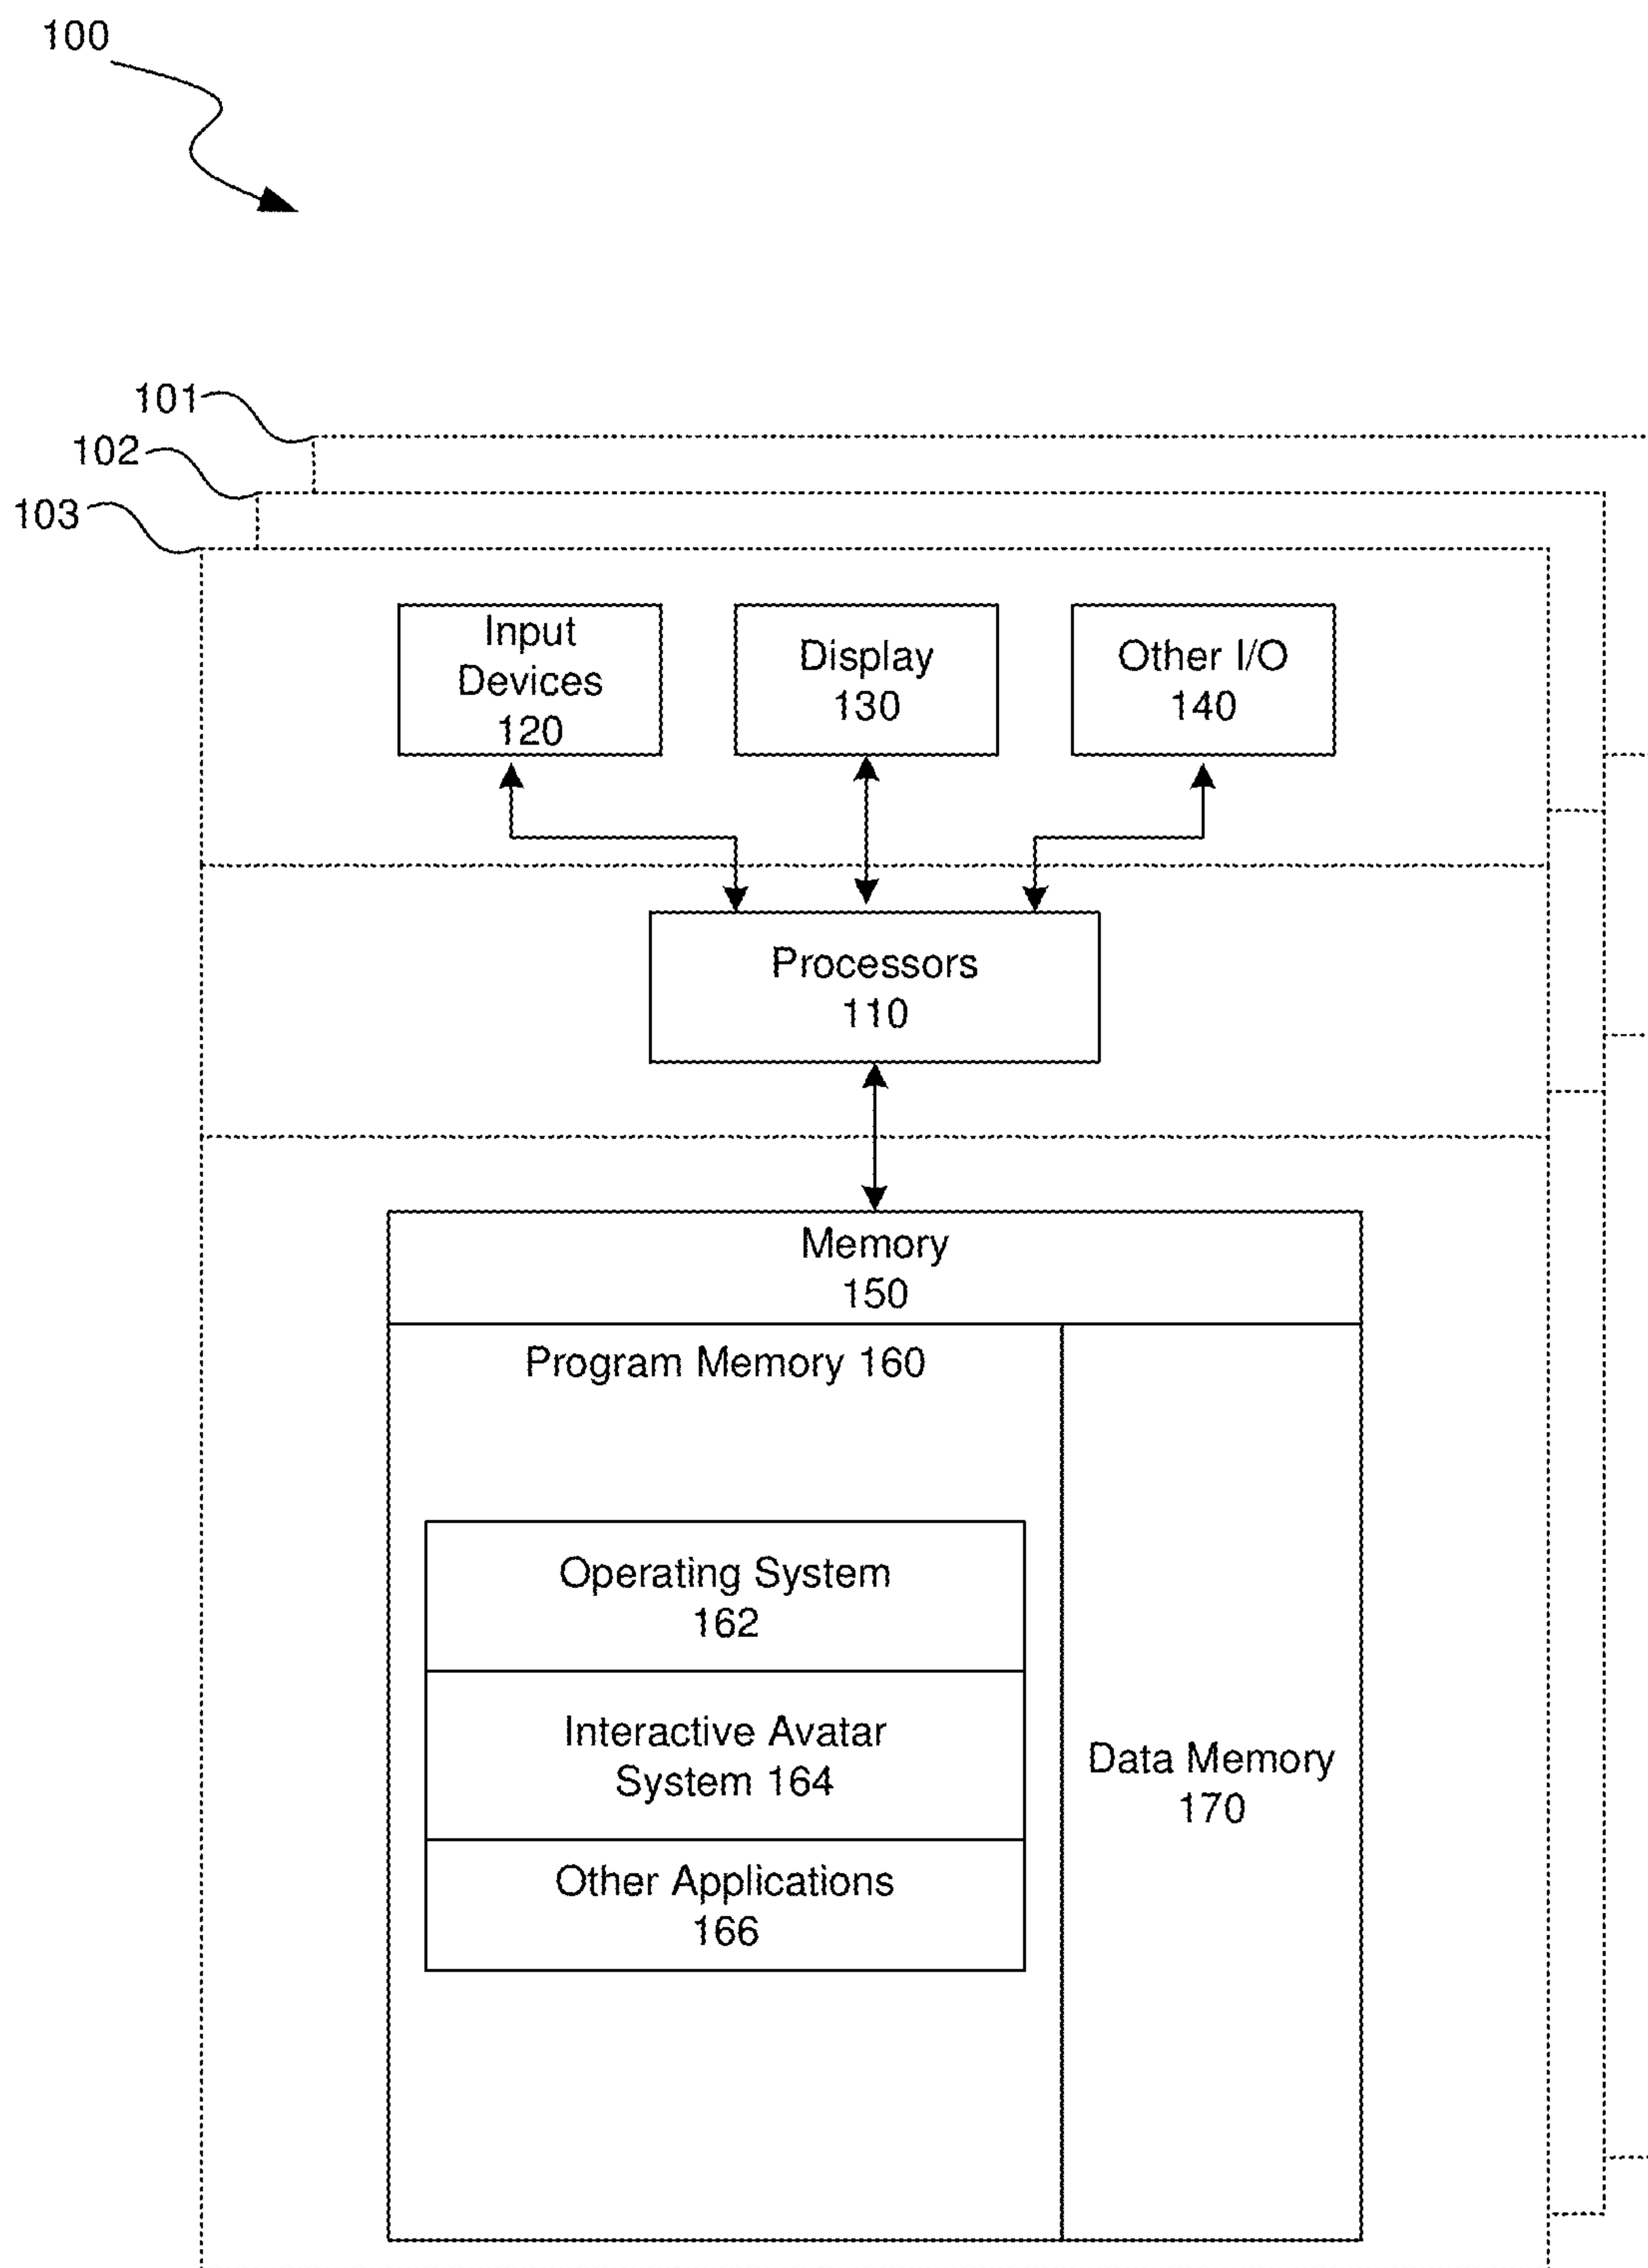 100
101
102
103
Input
Devices
120
Display
130
Other I/O
140
Processors
110
Memory
150
Program Memory 160
Operating System
162
Interactive Avatar
System 164
Other Applications
166
Data Memory
170